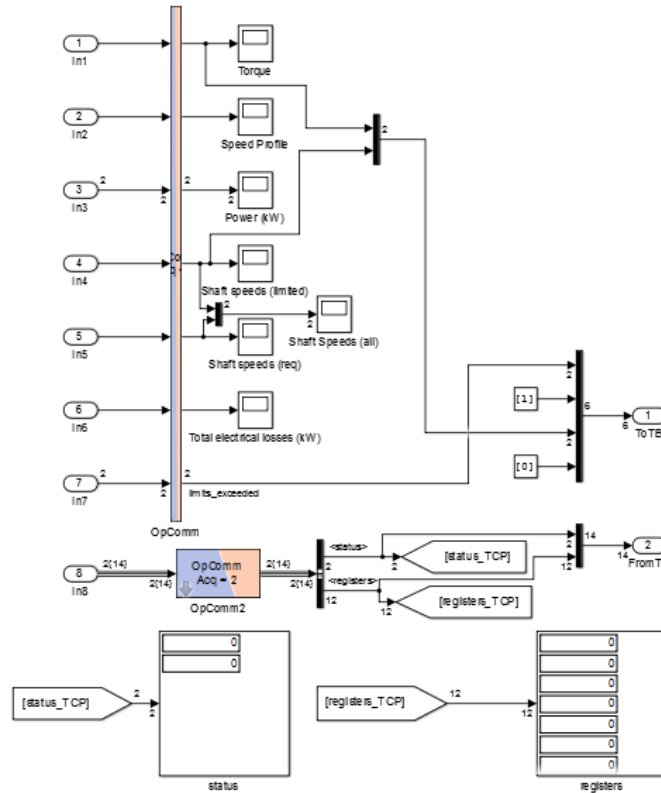 1
In1
Torque
2
In2
Speed Profile
2
3
In3
2
2
2
2
Power (kW)
4
In4
Shaft speeds (limited)
2
2
Shaft Speeds (all)
5
In5
Shaft speeds (req)
6
In6
Total electrical losses (kW)
2
7
In7
2
2
limits_exceeded
OpComm
2
[1]
2
[0]
6
6
1
8
In8
2{14}
2{14}
OpComm
Acq = 2
OpComm2
2{14}
2{14}
<status>
2
2
[status_TCP]
<registers>
12
12
[registers_TCP]
2
12
14
14
2
[status_TCP]
2
2
0
0
status
[registers_TCP]
12
12
0
0
0
0
0
0
0
registers